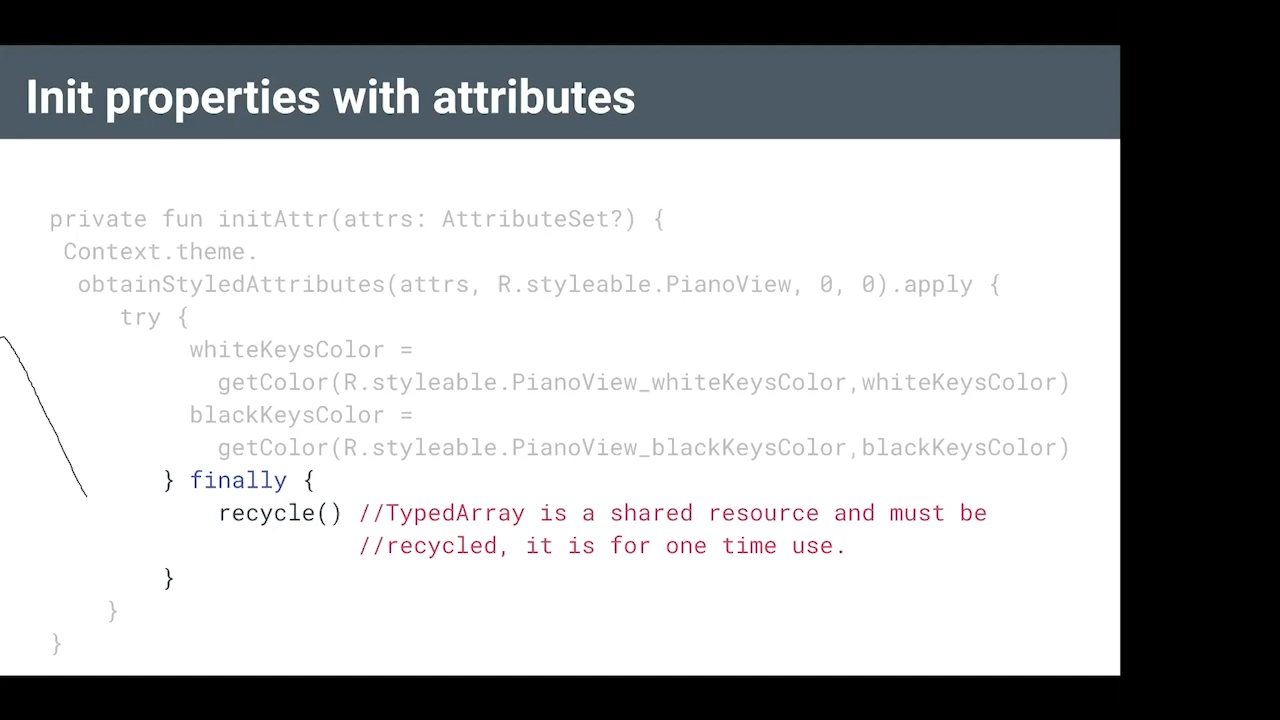 Init properties with attributes
private fun initAttr(attrs: AttributeSet?) {
Context.theme.
obtainStyledAttributes(attrs, R.styleable.PianoView, 0, 0).apply {
try {
whiteKeysColor =
getColor(R.styleable.PianoView_whiteKeysColor,whiteKeysColor)
blackKeysColor =
getColor(R.styleable.PianoView_blackKeysColor,blackKeysColor)
} finally {
recycle() //TypedArray is a shared resource and must be
//recycled, it is for one time use.
}
}
}